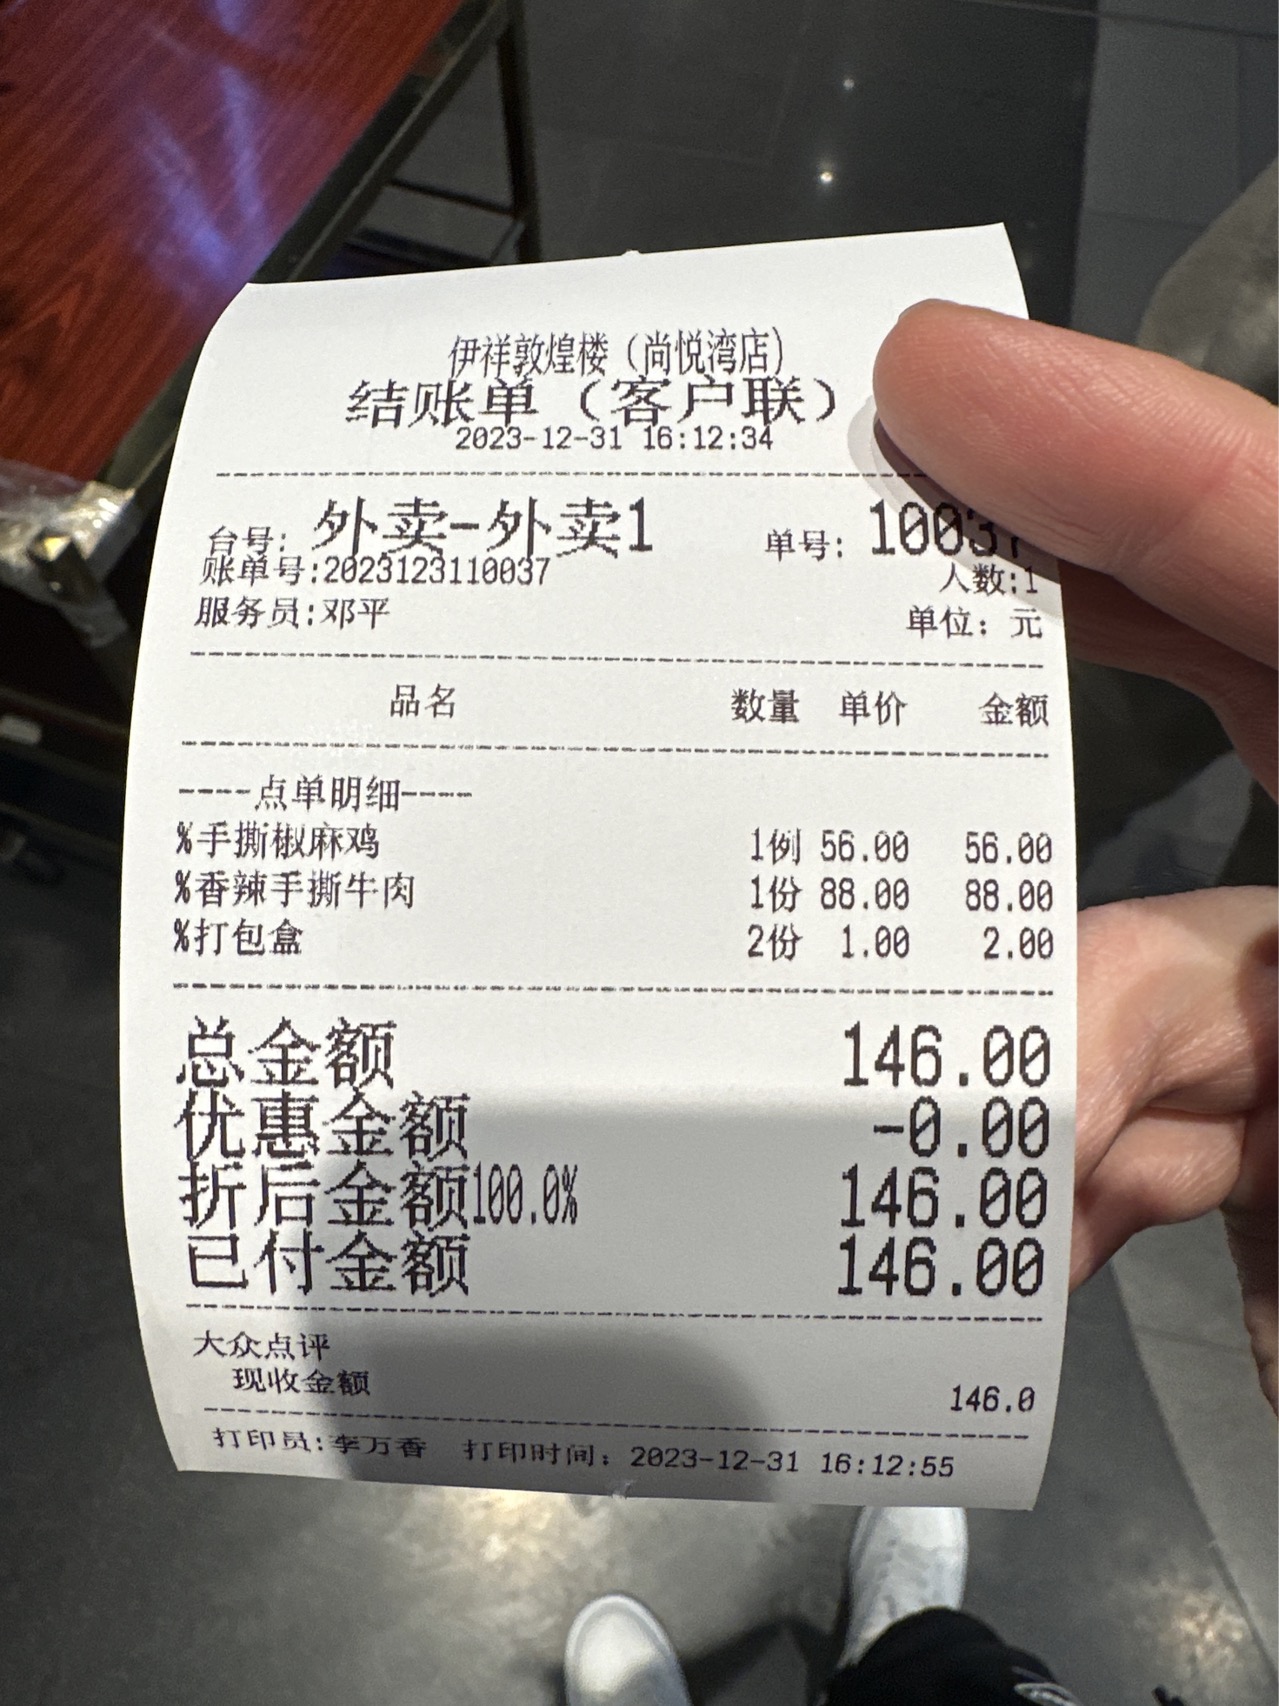 伊祥敦煌楼（尚悦湾店）
结账单（客户联）
2023-12-31 16:12:34
台号: 外卖-外卖1 单号: 10037
账单号:2023123110037 人数:1
服务员:邓平 单位: 元
品名 数量 单价 金额
----点单明细----
%手撕椒麻鸡 1例 56.00 56.00
%香辣手撕牛肉 1份 88.00 88.00
%打包盒 2份 1.00 2.00
总金额 146.00
优惠金额 -0.00
折后金额100.0% 146.00
已付金额 146.00
大众点评
现收金额 146.0
打印员:李万香 打印时间: 2023-12-31 16:12:55